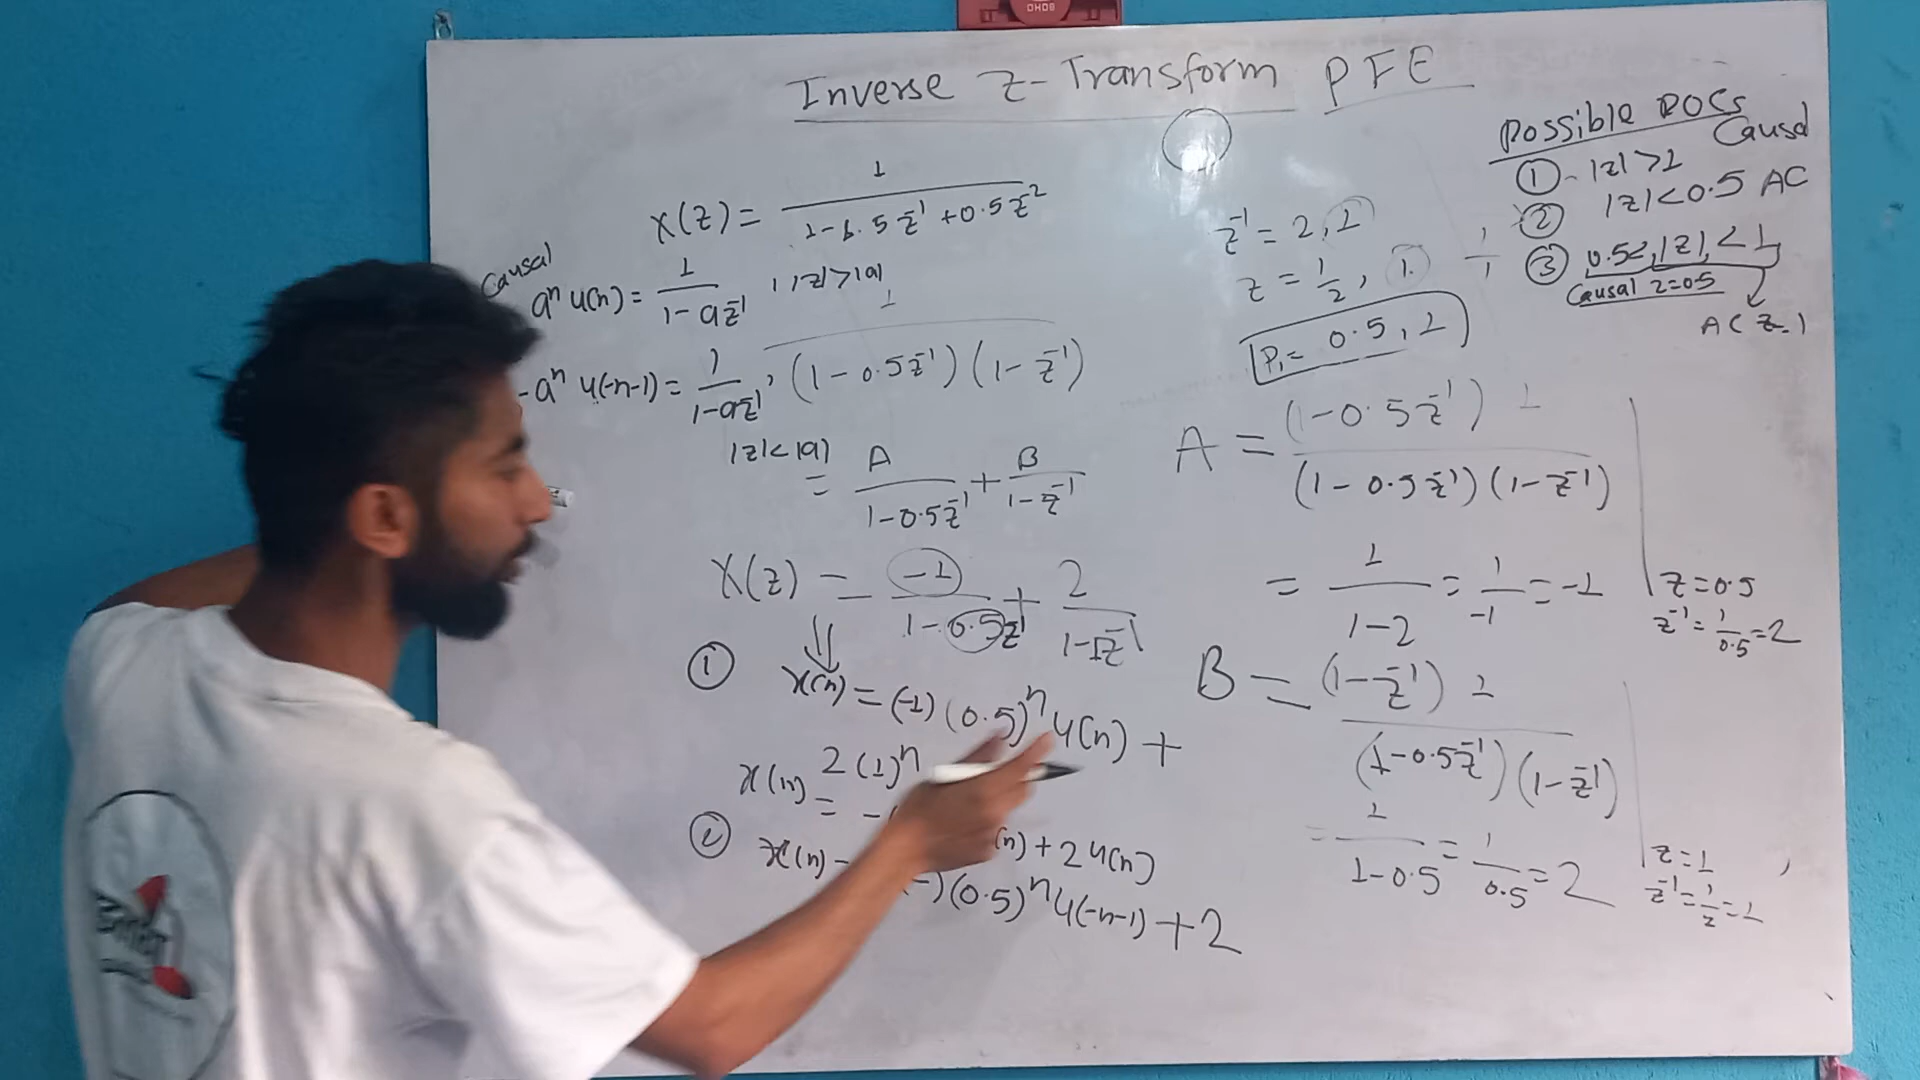 Inverse Z-Transform PFE
X(z) = 1 / (1-1.5z⁻¹+0.5z⁻²)
Causal
aⁿ u(n) = 1 / (1-az⁻¹), |z|>|a|
-aⁿ u(-n-1) = 1 / (1-az⁻¹),
|z|<|a|
1 / ((1-0.5z⁻¹)(1-z⁻¹))
= A / (1-0.5z⁻¹) + B / (1-z⁻¹)
X(z) = -1 / (1-0.5z⁻¹) + 2 / (1-1z⁻¹)
① x(n) = (-1)(0.5)ⁿ u(n) +
2(1)ⁿ
x(n) = -
(n)+2u(n)
② x(n) -
(0.5)ⁿ u(-n-1) + 2
z⁻¹ = 2, 1
z = 1/2, 1.
1/1
P₁ = 0.5, 1
A = (1-0.5z⁻¹) 1 / ((1-0.5z⁻¹)(1-z⁻¹))
= 1 / (1-2) = 1 / -1 = -1
z=0.5
z⁻¹ = 1/0.5 = 2
B = (1-z⁻¹) 1 / ((1-0.5z⁻¹)(1-z⁻¹))
= 1 / (1-0.5) = 1 / 0.5 = 2
z=1
z⁻¹ = 1/z = 1
Possible ROCs
Causal
① - |z|>1
② |z|<0.5 AC
③ 0.5<|z|<1
Causal z=0.5
AC z=1